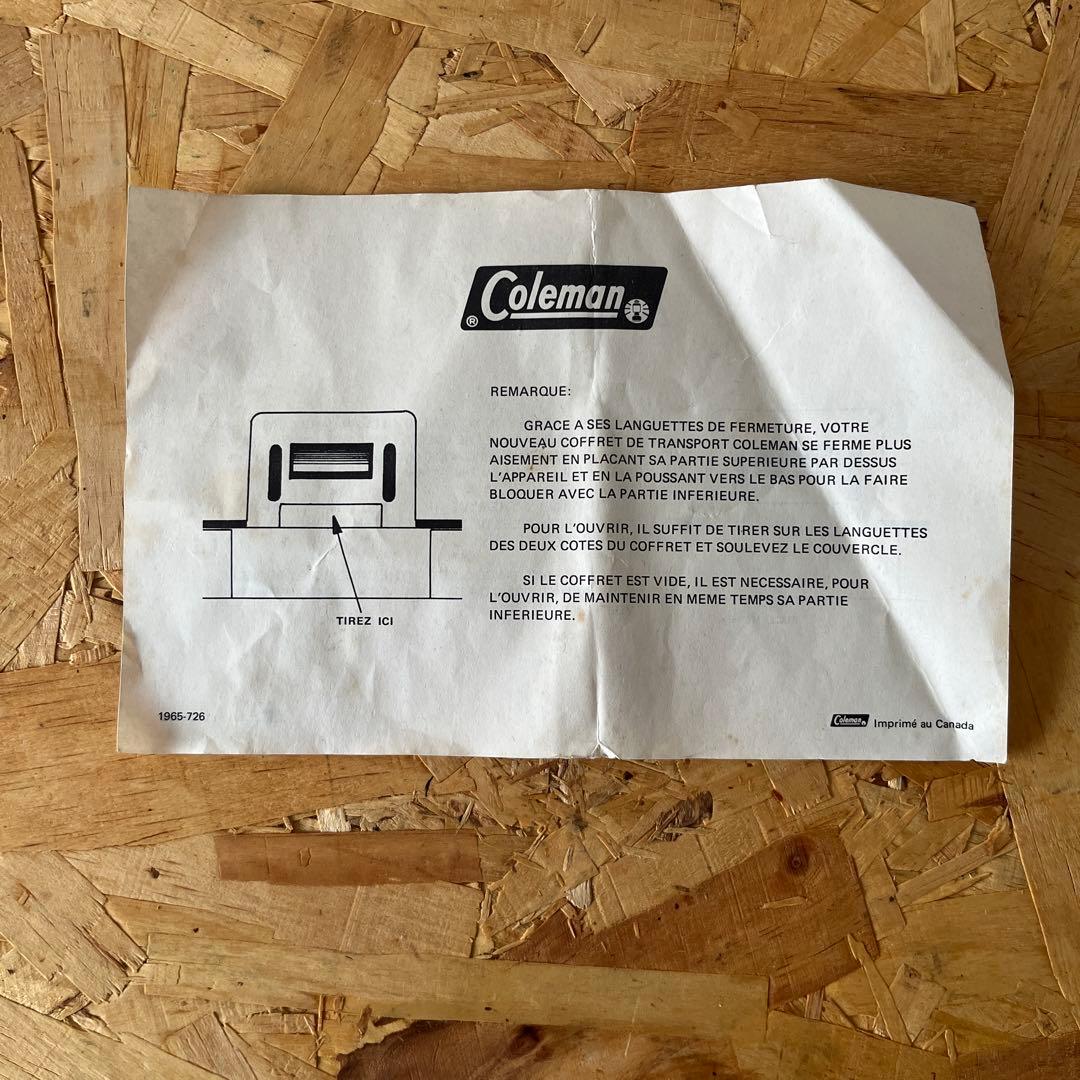 Coleman
®
REMARQUE:
GRACE A SES LANGUETTES DE FERMETURE, VOTRE
NOUVEAU COFFRET DE TRANSPORT COLEMAN SE FERME PLUS
AISEMENT EN PLACANT SA PARTIE SUPERIEURE PAR DESSUS
L'APPAREIL ET EN LA POUSSANT VERS LE BAS POUR LA FAIRE
BLOQUER AVEC LA PARTIE INFERIEURE.
POUR L'OUVRIR, IL SUFFIT DE TIRER SUR LES LANGUETTES
DES DEUX COTES DU COFFRET ET SOULEVEZ LE COUVERCLE.
SI LE COFFRET EST VIDE, IL EST NECESSAIRE, POUR
L'OUVRIR, DE MAINTENIR EN MEME TEMPS SA PARTIE
INFERIEURE.
TIREZ ICI
1965-726
Coleman® Imprimé au Canada